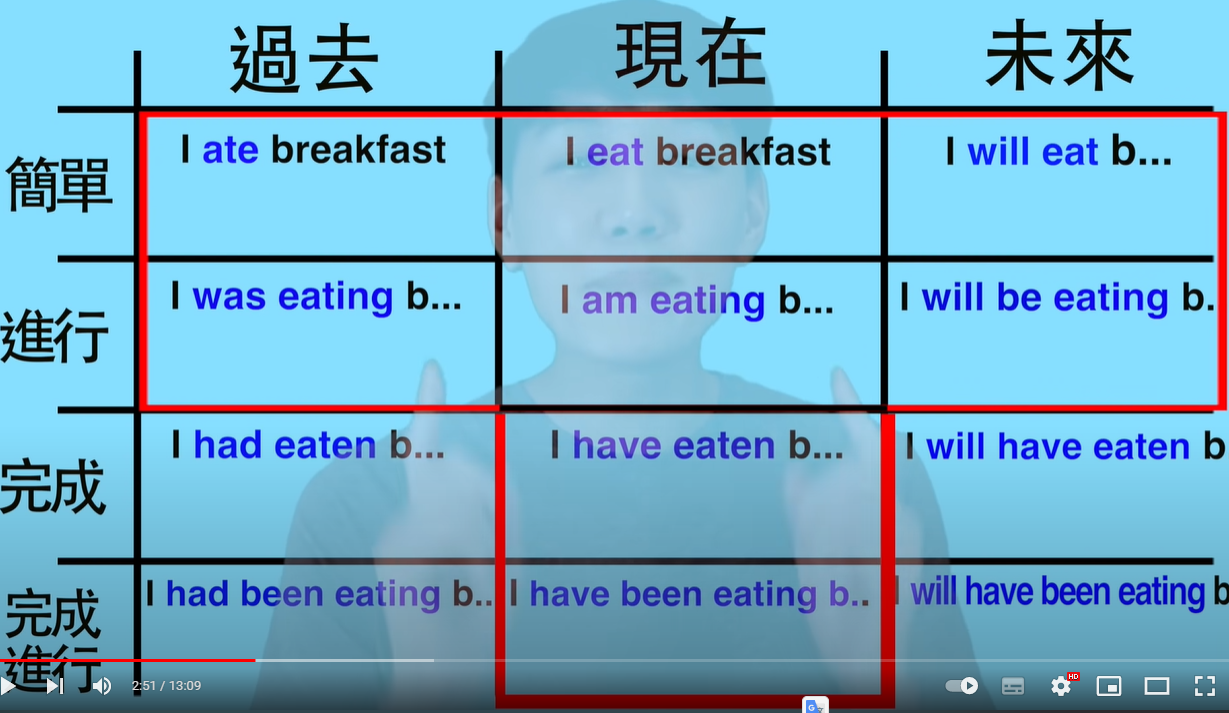 過去 現在 未來
簡單 I ate breakfast I eat breakfast I will eat b...
進行 I was eating b... I am eating b... I will be eating b.
完成 I had eaten b... I have eaten b... I will have eaten b
完成 I had been eating b.. I have been eating b.. I will have been eating b
進行
2:51 / 13:09
HD
G